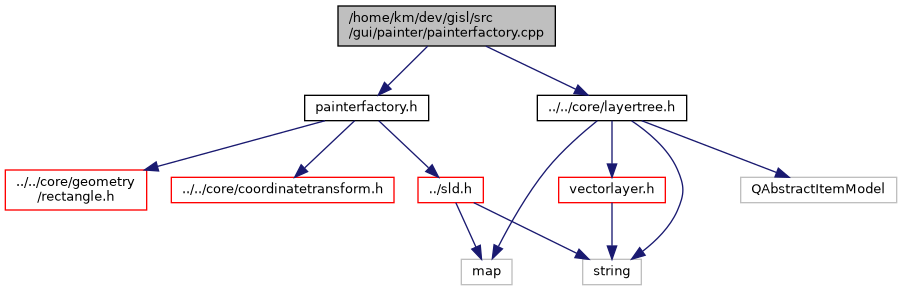 /home/km/dev/gisl/src
/gui/painter/painterfactory.cpp
painterfactory.h
../../core/layertree.h
../../core/geometry
/rectangle.h
../../core/coordinatetransform.h
../sld.h
vectorlayer.h
QAbstractItemModel
map
string